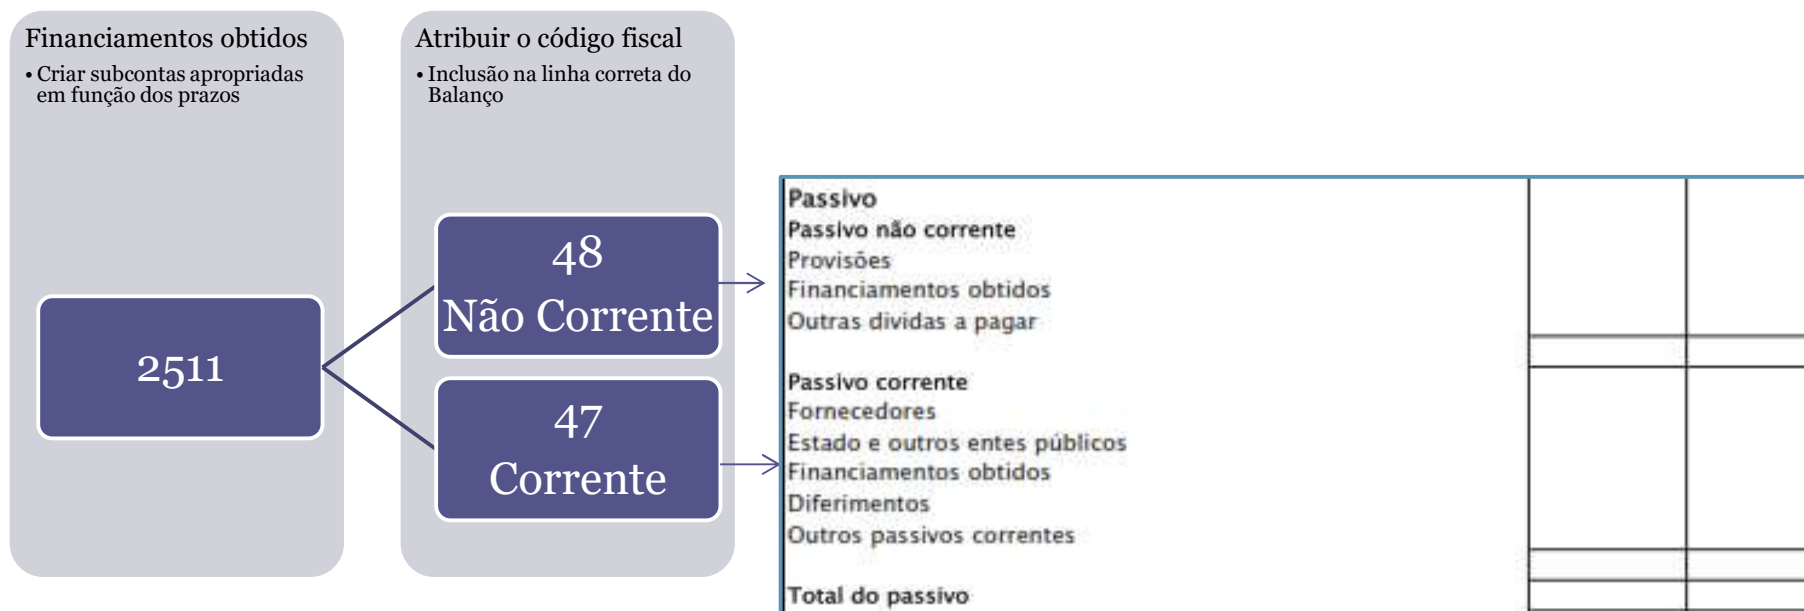 Financiamentos obtidos
• Criar subcontas apropriadas
em função dos prazos
2511
Atribuir o código fiscal
• Inclusão na linha correta do
Balanço
48
Não Corrente
47
Corrente
Passivo
Passivo não corrente
Provisões
Financiamentos obtidos
Outras dividas a pagar
Passivo corrente
Fornecedores
Estado e outros entes públicos
Financiamentos obtidos
Diferimentos
Outros passivos correntes
Total do passivo